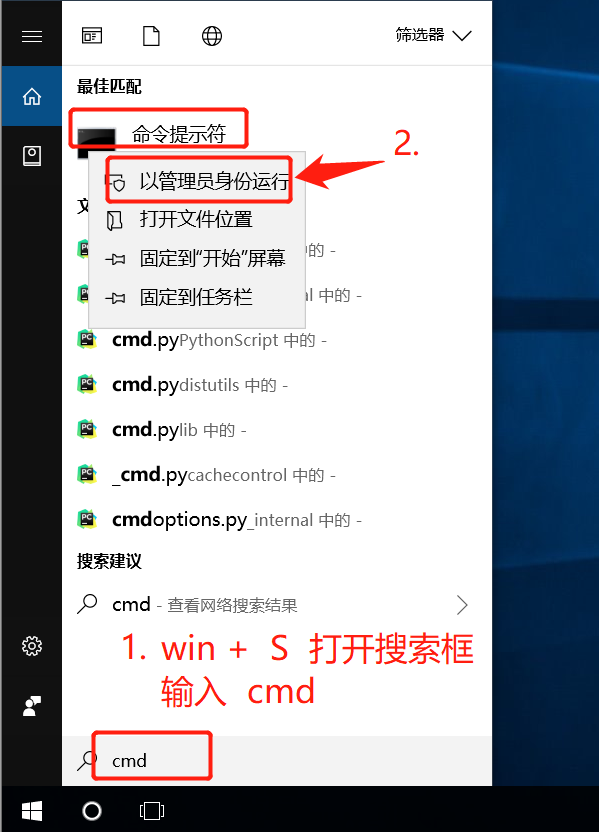 筛选器
最佳匹配
命令提示符
2.
以管理员身份运行
文
打开文件位置
中的 -
固定到“开始”屏幕
固定到任务栏
中的 -
cmd.pyPythonScript 中的 -
cmd.pydistutils 中的 -
cmd.pylib 中的 -
_cmd.pycachecontrol 中的 -
cmdoptions.py_internal 中的 -
搜索建议
cmd - 查看网络搜索结果
1. win + S 打开搜索框
输入 cmd
cmd